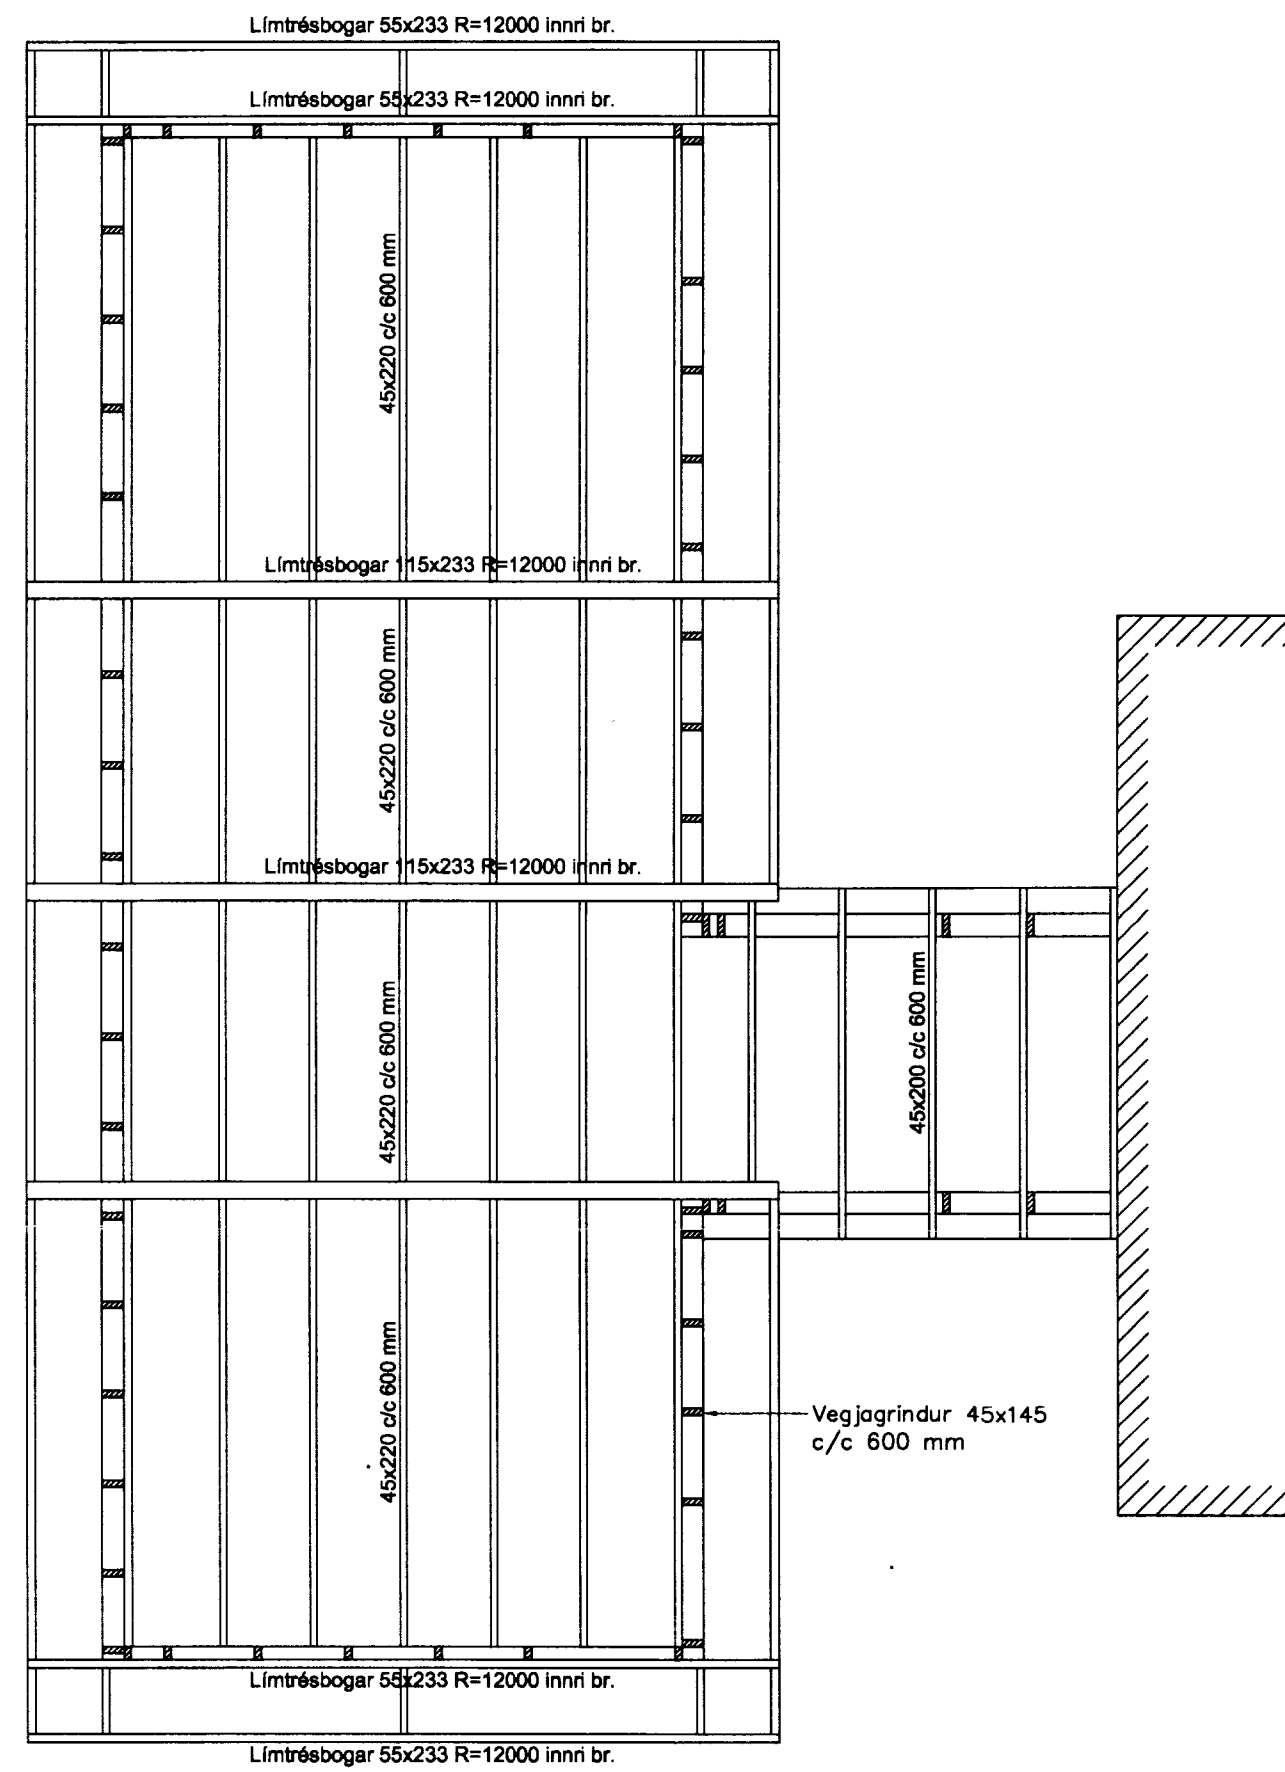 Límtrésbogar 55x233 R=12000 innri br.
Límtrésbogar 55x233 R=12000 innri br.
45x220 c/c 600 mm
Límtrésbogar 115x233 R=12000 innri br.
45x220 c/c 600 mm
Límtrésbogar 115x233 R=12000 innri br.
45x220 c/c 600 mm
45x200 c/c 600 mm
45x220 c/c 600 mm
Vegjagrindur 45x145
c/c 600 mm
Límtrésbogar 55x233 R=12000 innri br.
Límtrésbogar 55x233 R=12000 innri br.